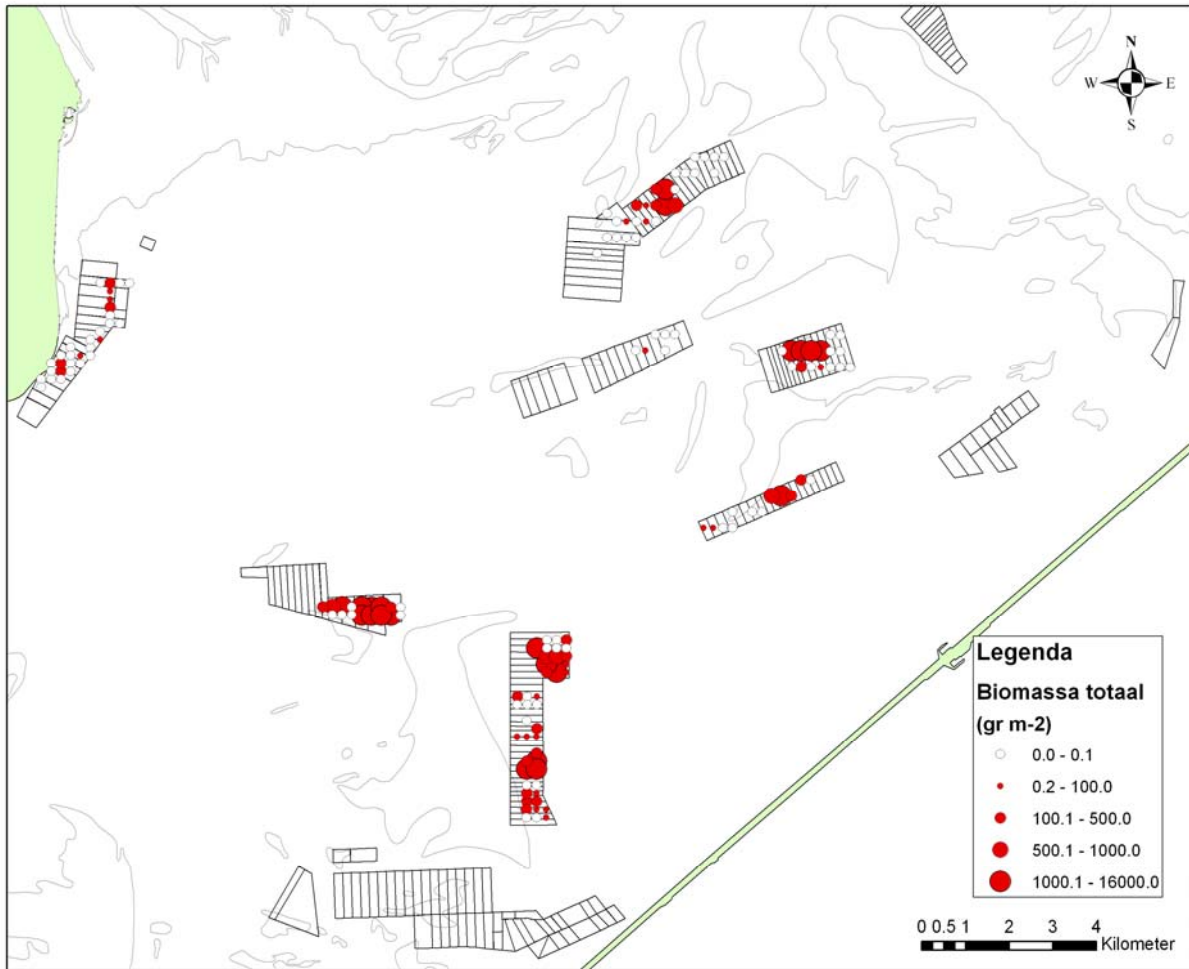 N
W E
S
Legenda
Biomassa totaal
(gr m-2)
0.0 - 0.1
0.2 - 100.0
100.1 - 500.0
500.1 - 1000.0
1000.1 - 16000.0
0 0.5 1 2 3 4
Kilometer